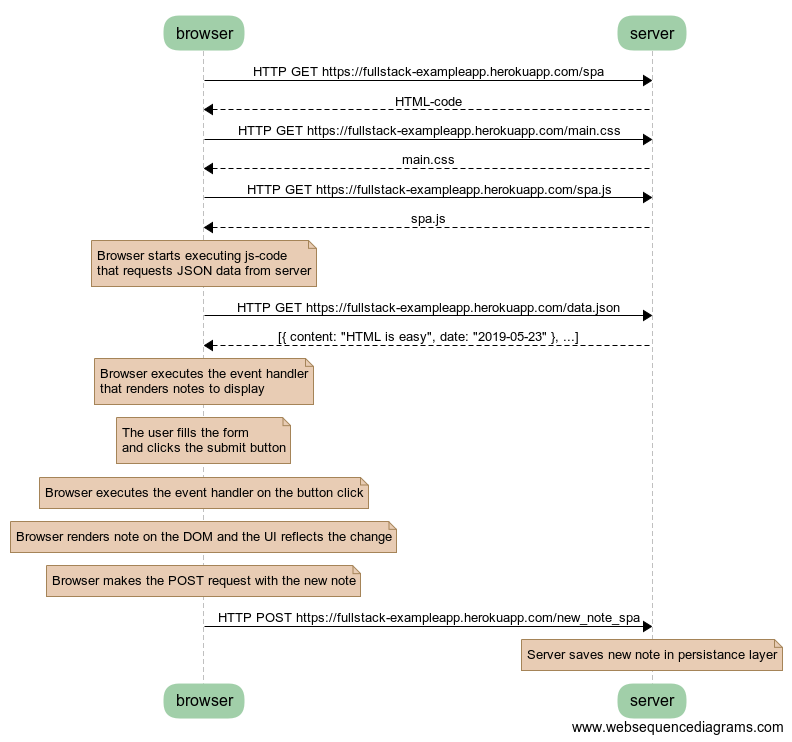 browser
server
HTTP GET https://fullstack-exampleapp.herokuapp.com/spa
HTML-code
HTTP GET https://fullstack-exampleapp.herokuapp.com/main.css
main.css
HTTP GET https://fullstack-exampleapp.herokuapp.com/spa.js
spa.js
Browser starts executing js-code
that requests JSON data from server
HTTP GET https://fullstack-exampleapp.herokuapp.com/data.json
[{ content: "HTML is easy", date: "2019-05-23" }, ...]
Browser executes the event handler
that renders notes to display
The user fills the form
and clicks the submit button
Browser executes the event handler on the button click
Browser renders note on the DOM and the UI reflects the change
Browser makes the POST request with the new note
HTTP POST https://fullstack-exampleapp.herokuapp.com/new_note_spa
Server saves new note in persistance layer
browser
server
www.websequencediagrams.com